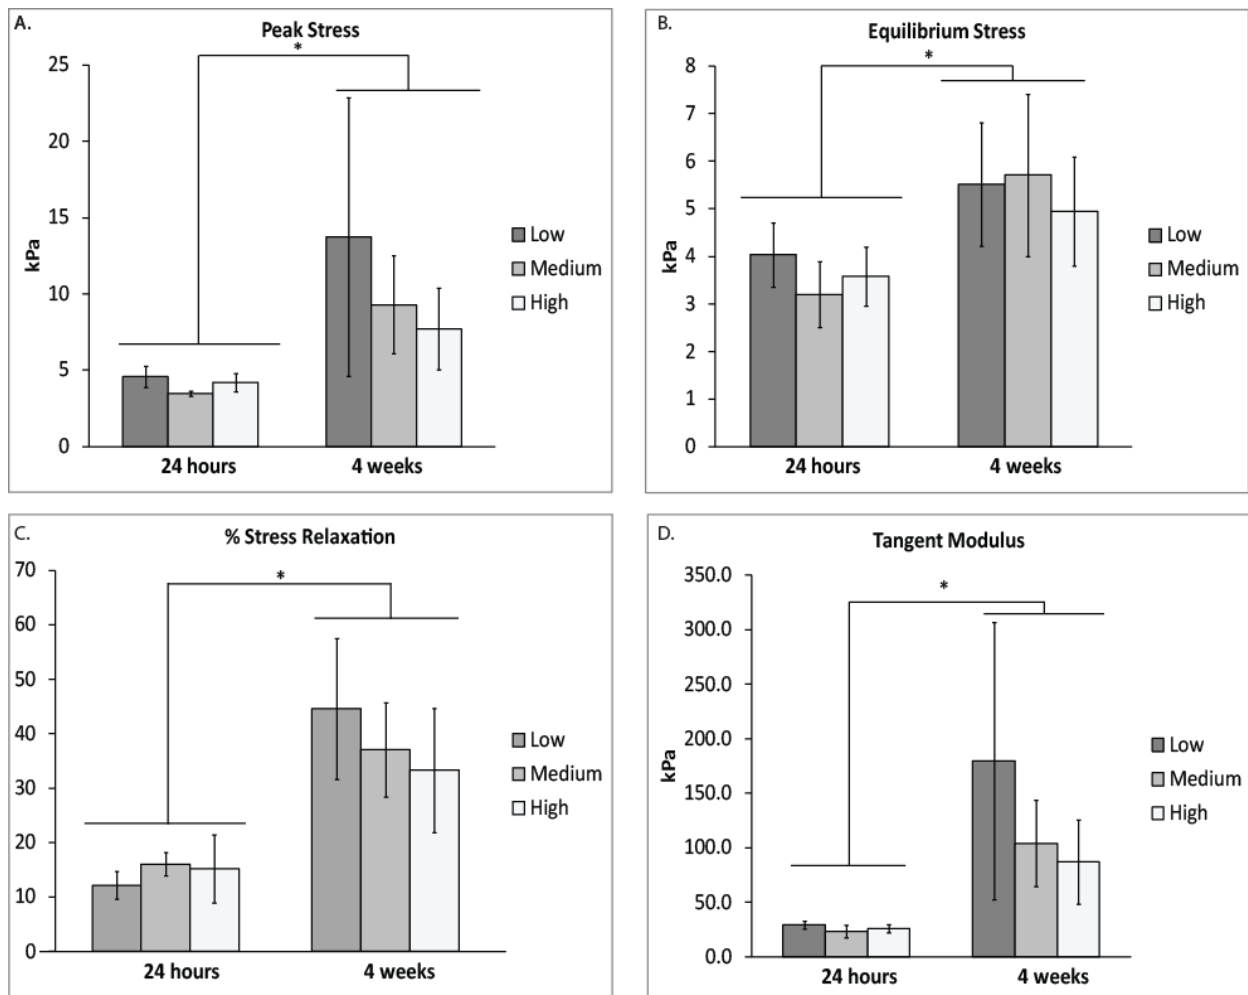 A.
Peak Stress
*
25
20
15
10
5
0
kPa
Low
Medium
High
24 hours
4 weeks
B.
Equilibrium Stress
*
8
7
6
5
4
3
2
1
0
kPa
Low
Medium
High
24 hours
4 weeks
C.
% Stress Relaxation
*
70
60
50
40
30
20
10
0
Low
Medium
High
24 hours
4 weeks
D.
Tangent Modulus
*
350.0
300.0
250.0
200.0
150.0
100.0
50.0
0.0
kPa
Low
Medium
High
24 hours
4 weeks